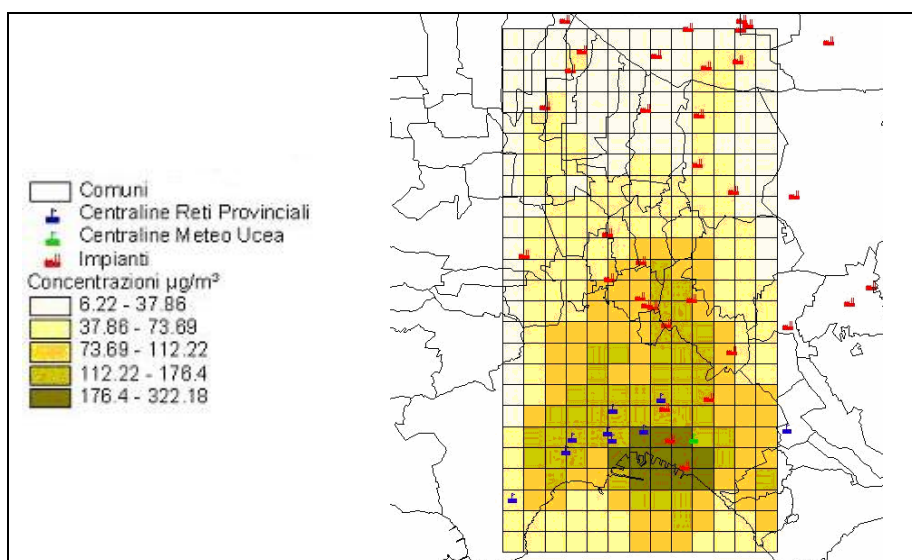 Comuni
Centraline Reti Provinciali
Centraline Meteo Ucea
Impianti
Concentrazioni µg/m³
6.22 - 37.86
37.86 - 73.69
73.69 - 112.22
112.22 - 176.4
176.4 - 322.18